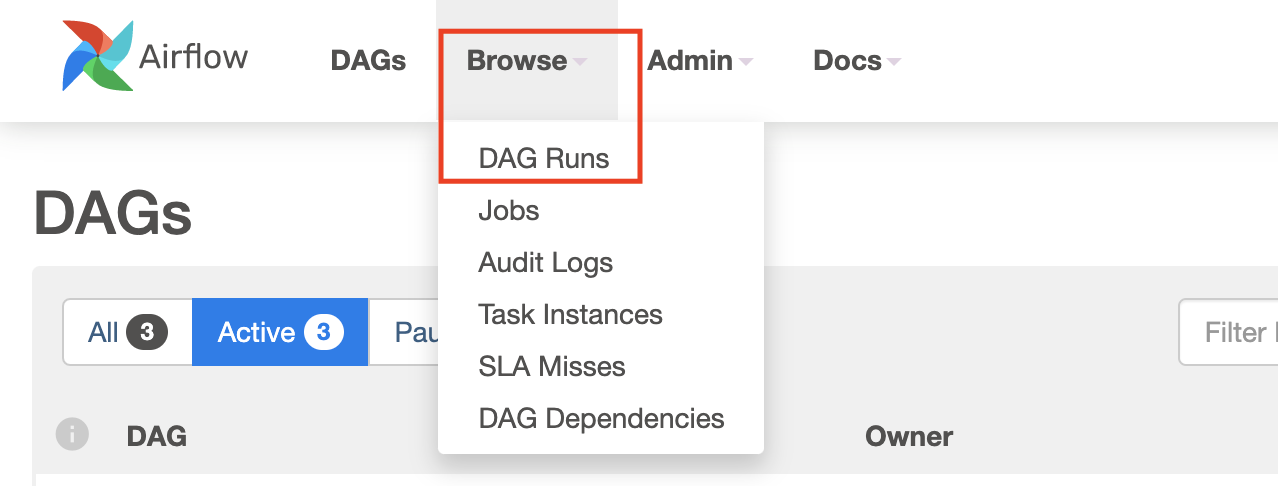 Airflow DAGs Browse Admin Docs
DAG Runs
Jobs
Audit Logs
Task Instances
SLA Misses
DAG Dependencies
DAGs
All 3 Active 3 Pau
Filter
DAG Owner